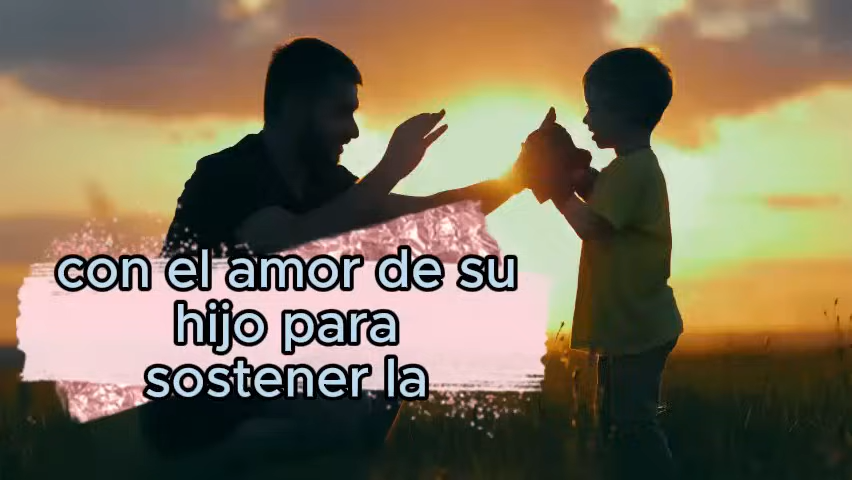 con el amor de su
hijo para
sostener la